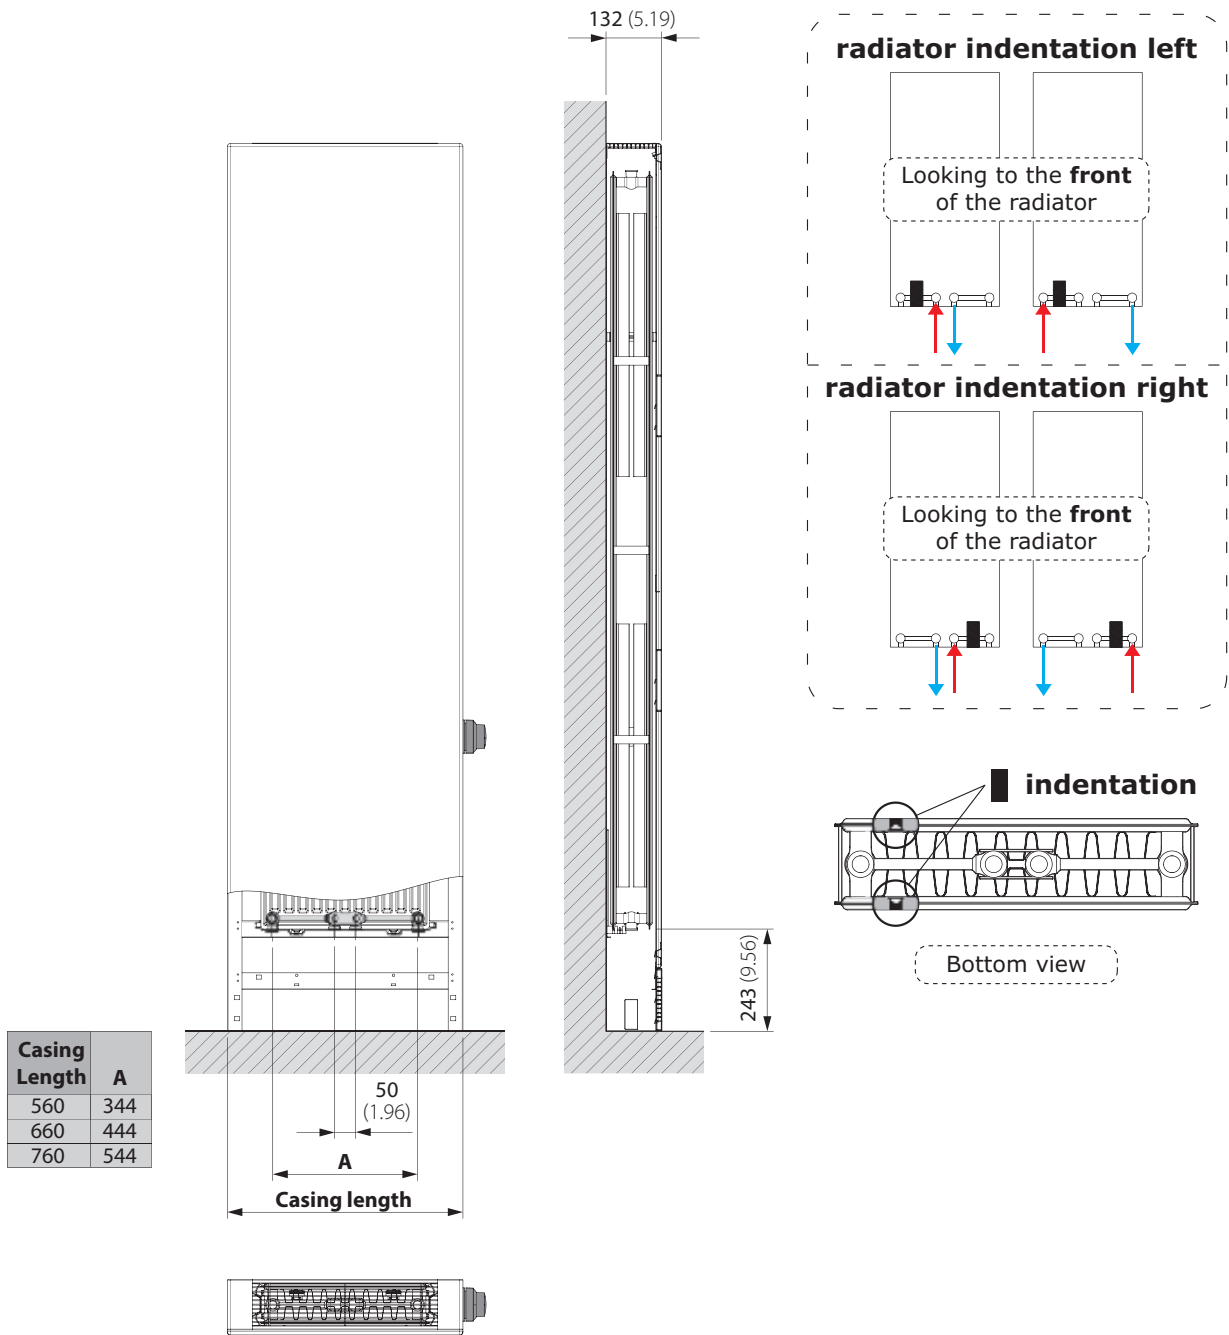 132 (5.19)
radiator indentation left
Looking to the front
of the radiator
radiator indentation right
Looking to the front
of the radiator
indentation
Bottom view
243 (9.56)
Casing
Length A
560 344
660 444
760 544
50
(1.96)
A
Casing length